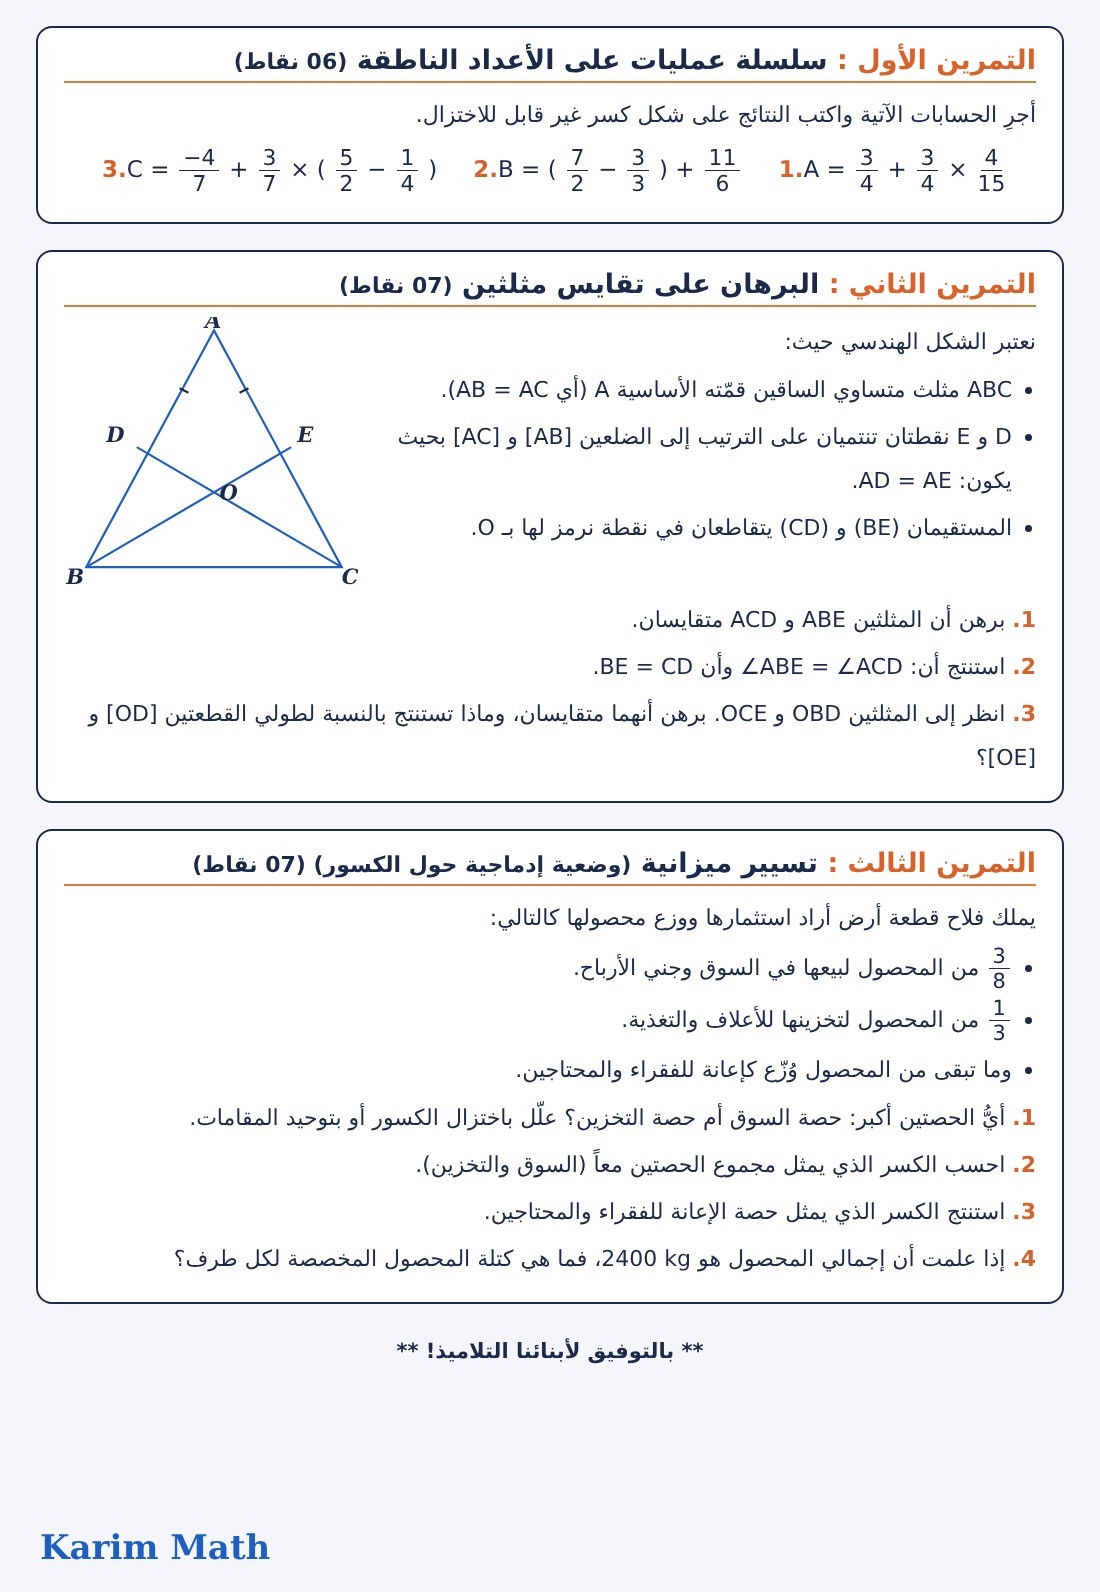 التمرين الأول : سلسلة عمليات على الأعداد الناطقة (06 نقاط)
أجرِ الحسابات الآتية واكتب النتائج على شكل كسر غير قابل للاختزال.
1. A = 3/4 + 3/4 × 4/15 2. B = ( 7/2 − 3/3 ) + 11/6 3. C = −4/7 + 3/7 × ( 5/2 − 1/4 )
التمرين الثاني : البرهان على تقايس مثلثين (07 نقاط)
نعتبر الشكل الهندسي حيث:
• ABC مثلث متساوي الساقين قمّته الأساسية A (أي AB = AC).
• D و E نقطتان تنتميان على الترتيب إلى الضلعين [AB] و [AC] بحيث
يكون: AD = AE.
• المستقيمان (BE) و (CD) يتقاطعان في نقطة نرمز لها بـ O.
A
D
E
O
B
C
1. برهن أن المثلثين ABE و ACD متقايسان.
2. استنتج أن: ∠ABE = ∠ACD وأن BE = CD.
3. انظر إلى المثلثين OBD و OCE. برهن أنهما متقايسان، وماذا تستنتج بالنسبة لطولي القطعتين [OD] و
[OE]؟
التمرين الثالث : تسيير ميزانية (وضعية إدماجية حول الكسور) (07 نقاط)
يملك فلاح قطعة أرض أراد استثمارها ووزع محصولها كالتالي:
• 3/8 من المحصول لبيعها في السوق وجني الأرباح.
• 1/3 من المحصول لتخزينها للأعلاف والتغذية.
• وما تبقى من المحصول وُزّع كإعانة للفقراء والمحتاجين.
1. أيُّ الحصتين أكبر: حصة السوق أم حصة التخزين؟ علّل باختزال الكسور أو بتوحيد المقامات.
2. احسب الكسر الذي يمثل مجموع الحصتين معاً (السوق والتخزين).
3. استنتج الكسر الذي يمثل حصة الإعانة للفقراء والمحتاجين.
4. إذا علمت أن إجمالي المحصول هو 2400 kg، فما هي كتلة المحصول المخصصة لكل طرف؟
** بالتوفيق لأبنائنا التلاميذ! **
Karim Math